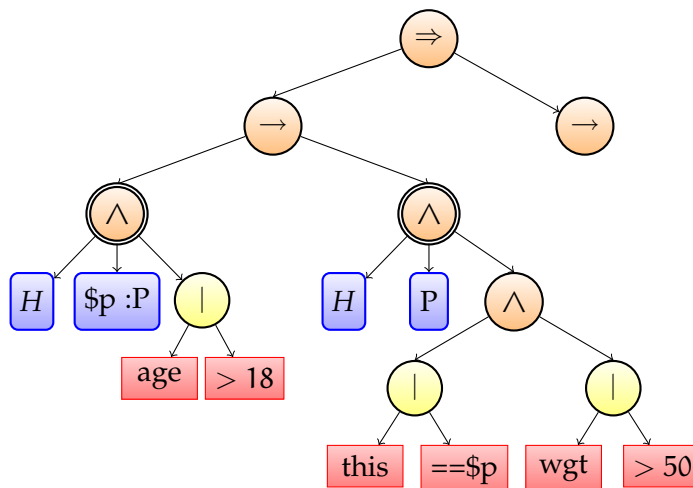 ⇒
→ →
∧ ∧
H $p :P | H P ∧
age > 18 | |
this ==$p wgt > 50